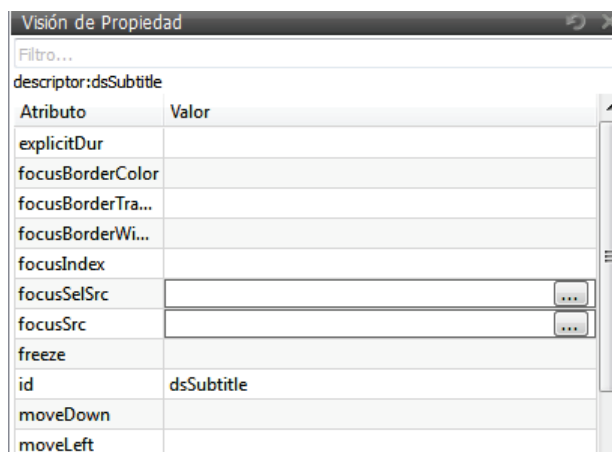 Visión de Propiedad
Filtro...
descriptor:dsSubtitle
Atributo Valor
explicitDur
focusBorderColor
focusBorderTra...
focusBorderWi...
focusIndex
focusSelSrc ...
focusSrc ...
freeze
id dsSubtitle
moveDown
moveLeft